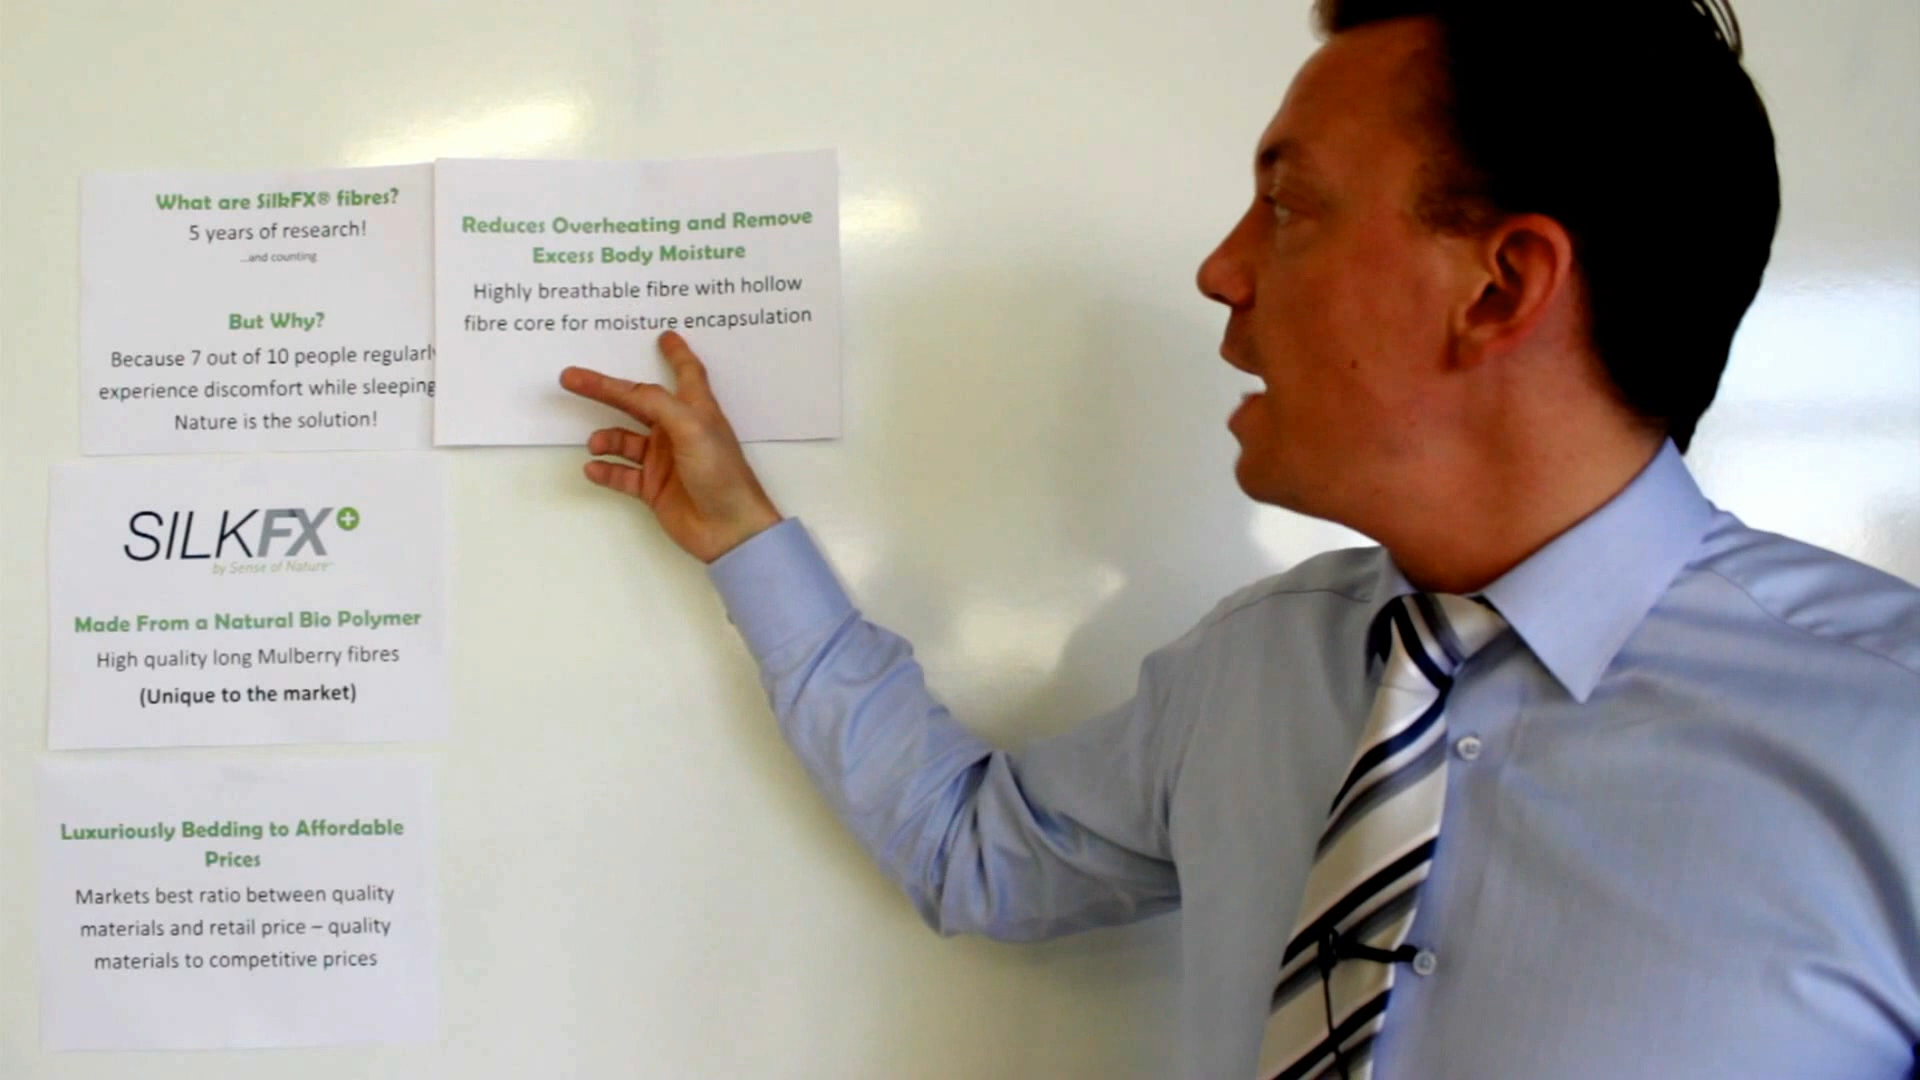 What are SilkFX® fibres?
5 years of research!
...and counting
But Why?
Because 7 out of 10 people regularly
experience discomfort while sleeping
Nature is the solution!
Reduces Overheating and Remove
Excess Body Moisture
Highly breathable fibre with hollow
fibre core for moisture encapsulation
SILKFX+
by Sense of Nature™
Made From a Natural Bio Polymer
High quality long Mulberry fibres
(Unique to the market)
Luxuriously Bedding to Affordable
Prices
Markets best ratio between quality
materials and retail price – quality
materials to competitive prices